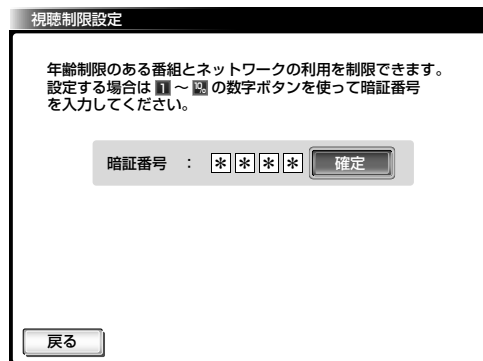 視聴制限設定
年齢制限のある番組とネットワークの利用を制限できます。
設定する場合は 1 ～ 10 の数字ボタンを使って暗証番号
を入力してください。
暗証番号 ： ＊ ＊ ＊ ＊ 確定
戻る